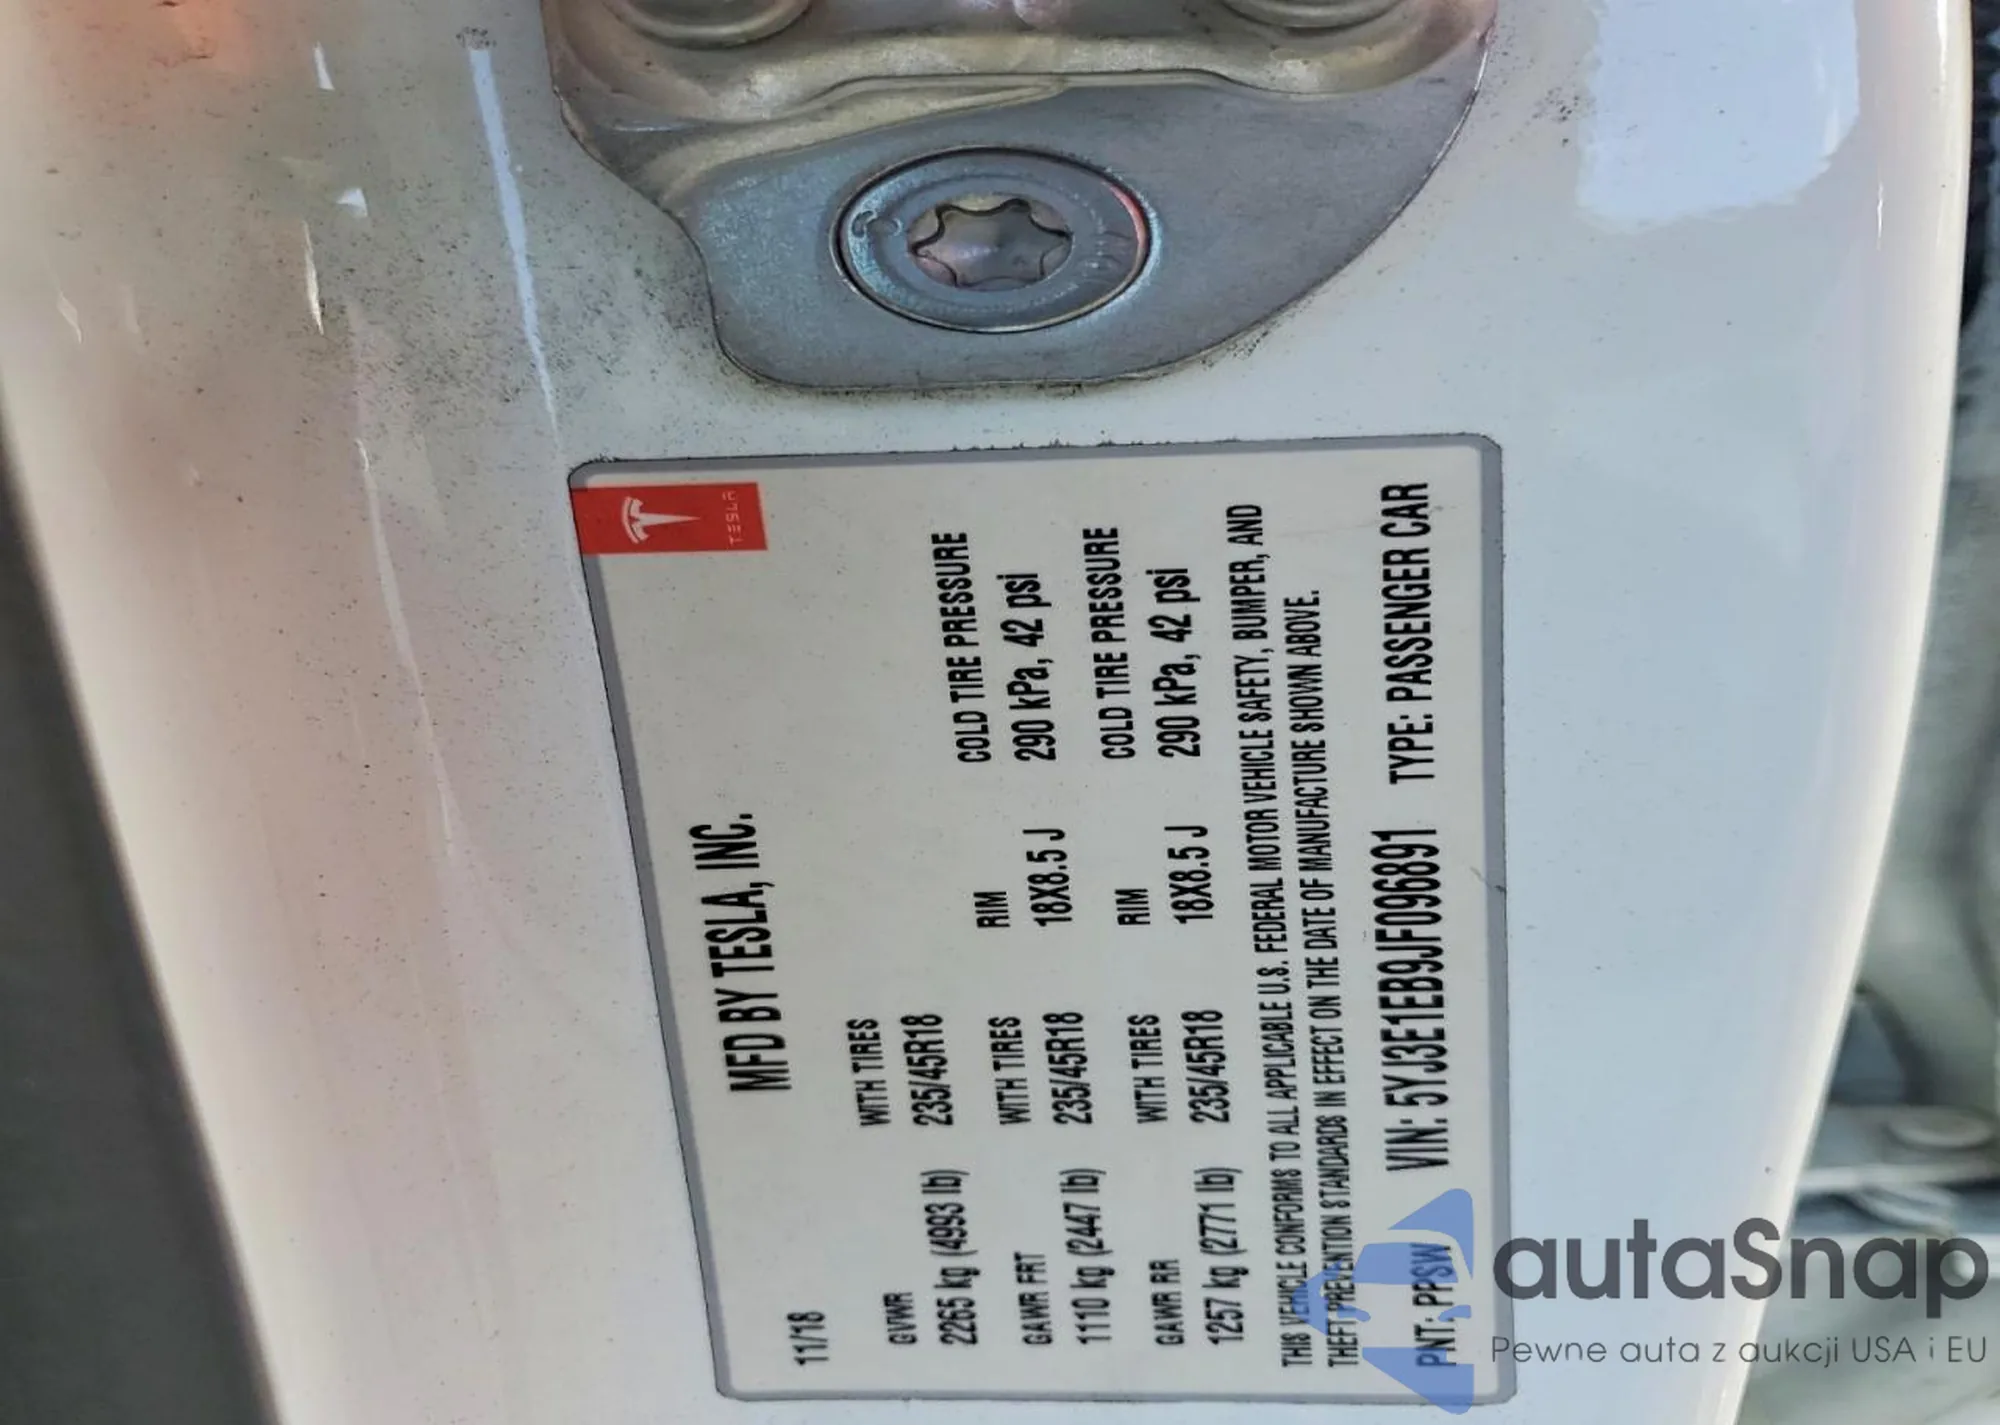 TESLA
MFD BY TESLA, INC.
11/18
GVWR WITH TIRES
2265 kg (4993 lb) 235/45R18
GAWR FRT WITH TIRES RIM COLD TIRE PRESSURE
1110 kg (2447 lb) 235/45R18 18X8.5 J 290 kPa, 42 psi
GAWR RR WITH TIRES RIM COLD TIRE PRESSURE
1257 kg (2771 lb) 235/45R18 18X8.5 J 290 kPa, 42 psi
THIS VEHICLE CONFORMS TO ALL APPLICABLE U.S. FEDERAL MOTOR VEHICLE SAFETY, BUMPER, AND
THEFT PREVENTION STANDARDS IN EFFECT ON THE DATE OF MANUFACTURE SHOWN ABOVE.
PNT: PPSW VIN: 5YJ3E1EB9JF096891 TYPE: PASSENGER CAR
autaSnap
Pewne auta z aukcji USA i EU